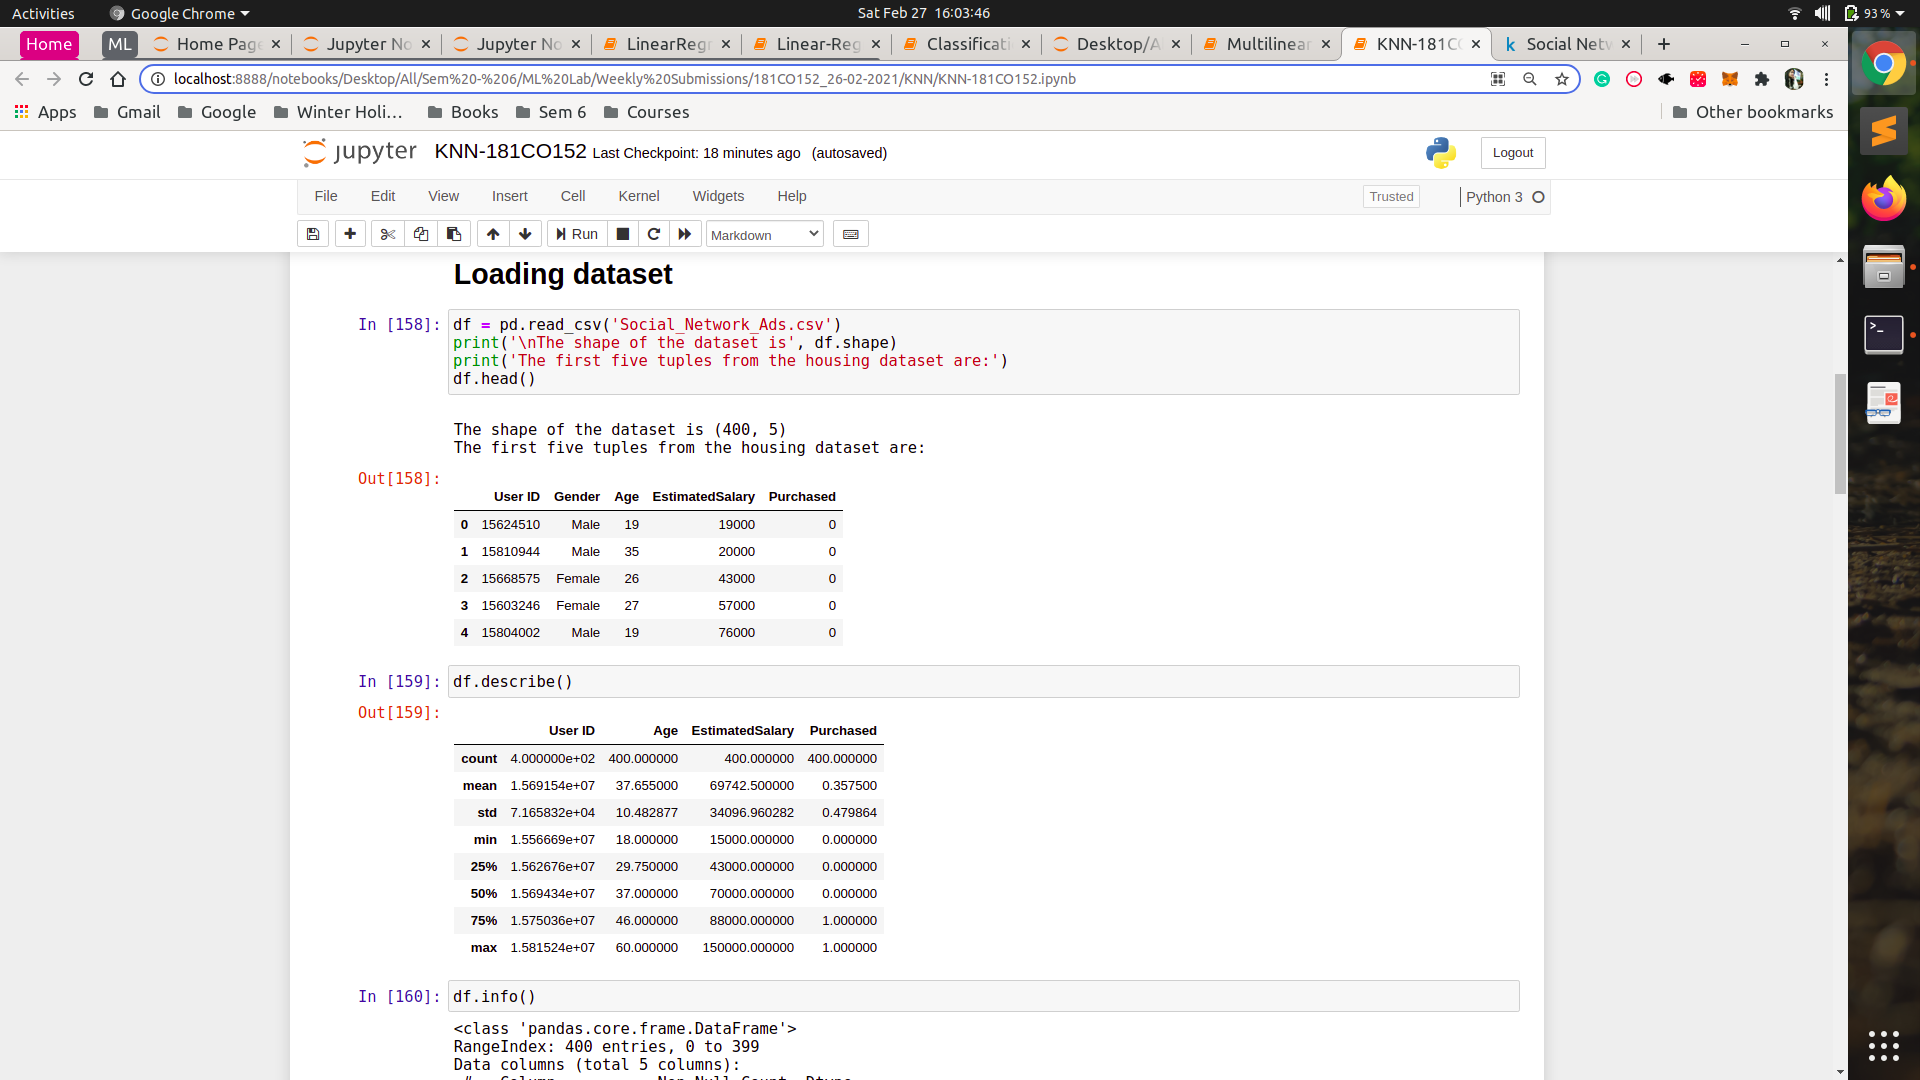 Activities Google Chrome Sat Feb 27 16:03:46 93 %
Home ML Home Page Jupyter No Jupyter No LinearRegr Linear-Reg Classificati Desktop/A Multilinear KNN-181CO Social Netw
localhost:8888/notebooks/Desktop/All/Sem%20-%206/ML%20Lab/Weekly%20Submissions/181CO152_26-02-2021/KNN/KNN-181CO152.ipynb
Apps Gmail Google Winter Holi... Books Sem 6 Courses Other bookmarks
jupyter KNN-181CO152 Last Checkpoint: 18 minutes ago (autosaved) Logout
File Edit View Insert Cell Kernel Widgets Help Trusted Python 3
Run Markdown
Loading dataset
In [158]: df = pd.read_csv('Social_Network_Ads.csv')
print('\nThe shape of the dataset is', df.shape)
print('The first five tuples from the housing dataset are:')
df.head()
The shape of the dataset is (400, 5)
The first five tuples from the housing dataset are:
Out[158]:
User ID Gender Age EstimatedSalary Purchased
0 15624510 Male 19 19000 0
1 15810944 Male 35 20000 0
2 15668575 Female 26 43000 0
3 15603246 Female 27 57000 0
4 15804002 Male 19 76000 0
In [159]: df.describe()
Out[159]:
User ID Age EstimatedSalary Purchased
count 4.000000e+02 400.000000 400.000000 400.000000
mean 1.569154e+07 37.655000 69742.500000 0.357500
std 7.165832e+04 10.482877 34096.960282 0.479864
min 1.556669e+07 18.000000 15000.000000 0.000000
25% 1.562676e+07 29.750000 43000.000000 0.000000
50% 1.569434e+07 37.000000 70000.000000 0.000000
75% 1.575036e+07 46.000000 88000.000000 1.000000
max 1.581524e+07 60.000000 150000.000000 1.000000
In [160]: df.info()
<class 'pandas.core.frame.DataFrame'>
RangeIndex: 400 entries, 0 to 399
Data columns (total 5 columns):
# Column Non-Null Count Dtype